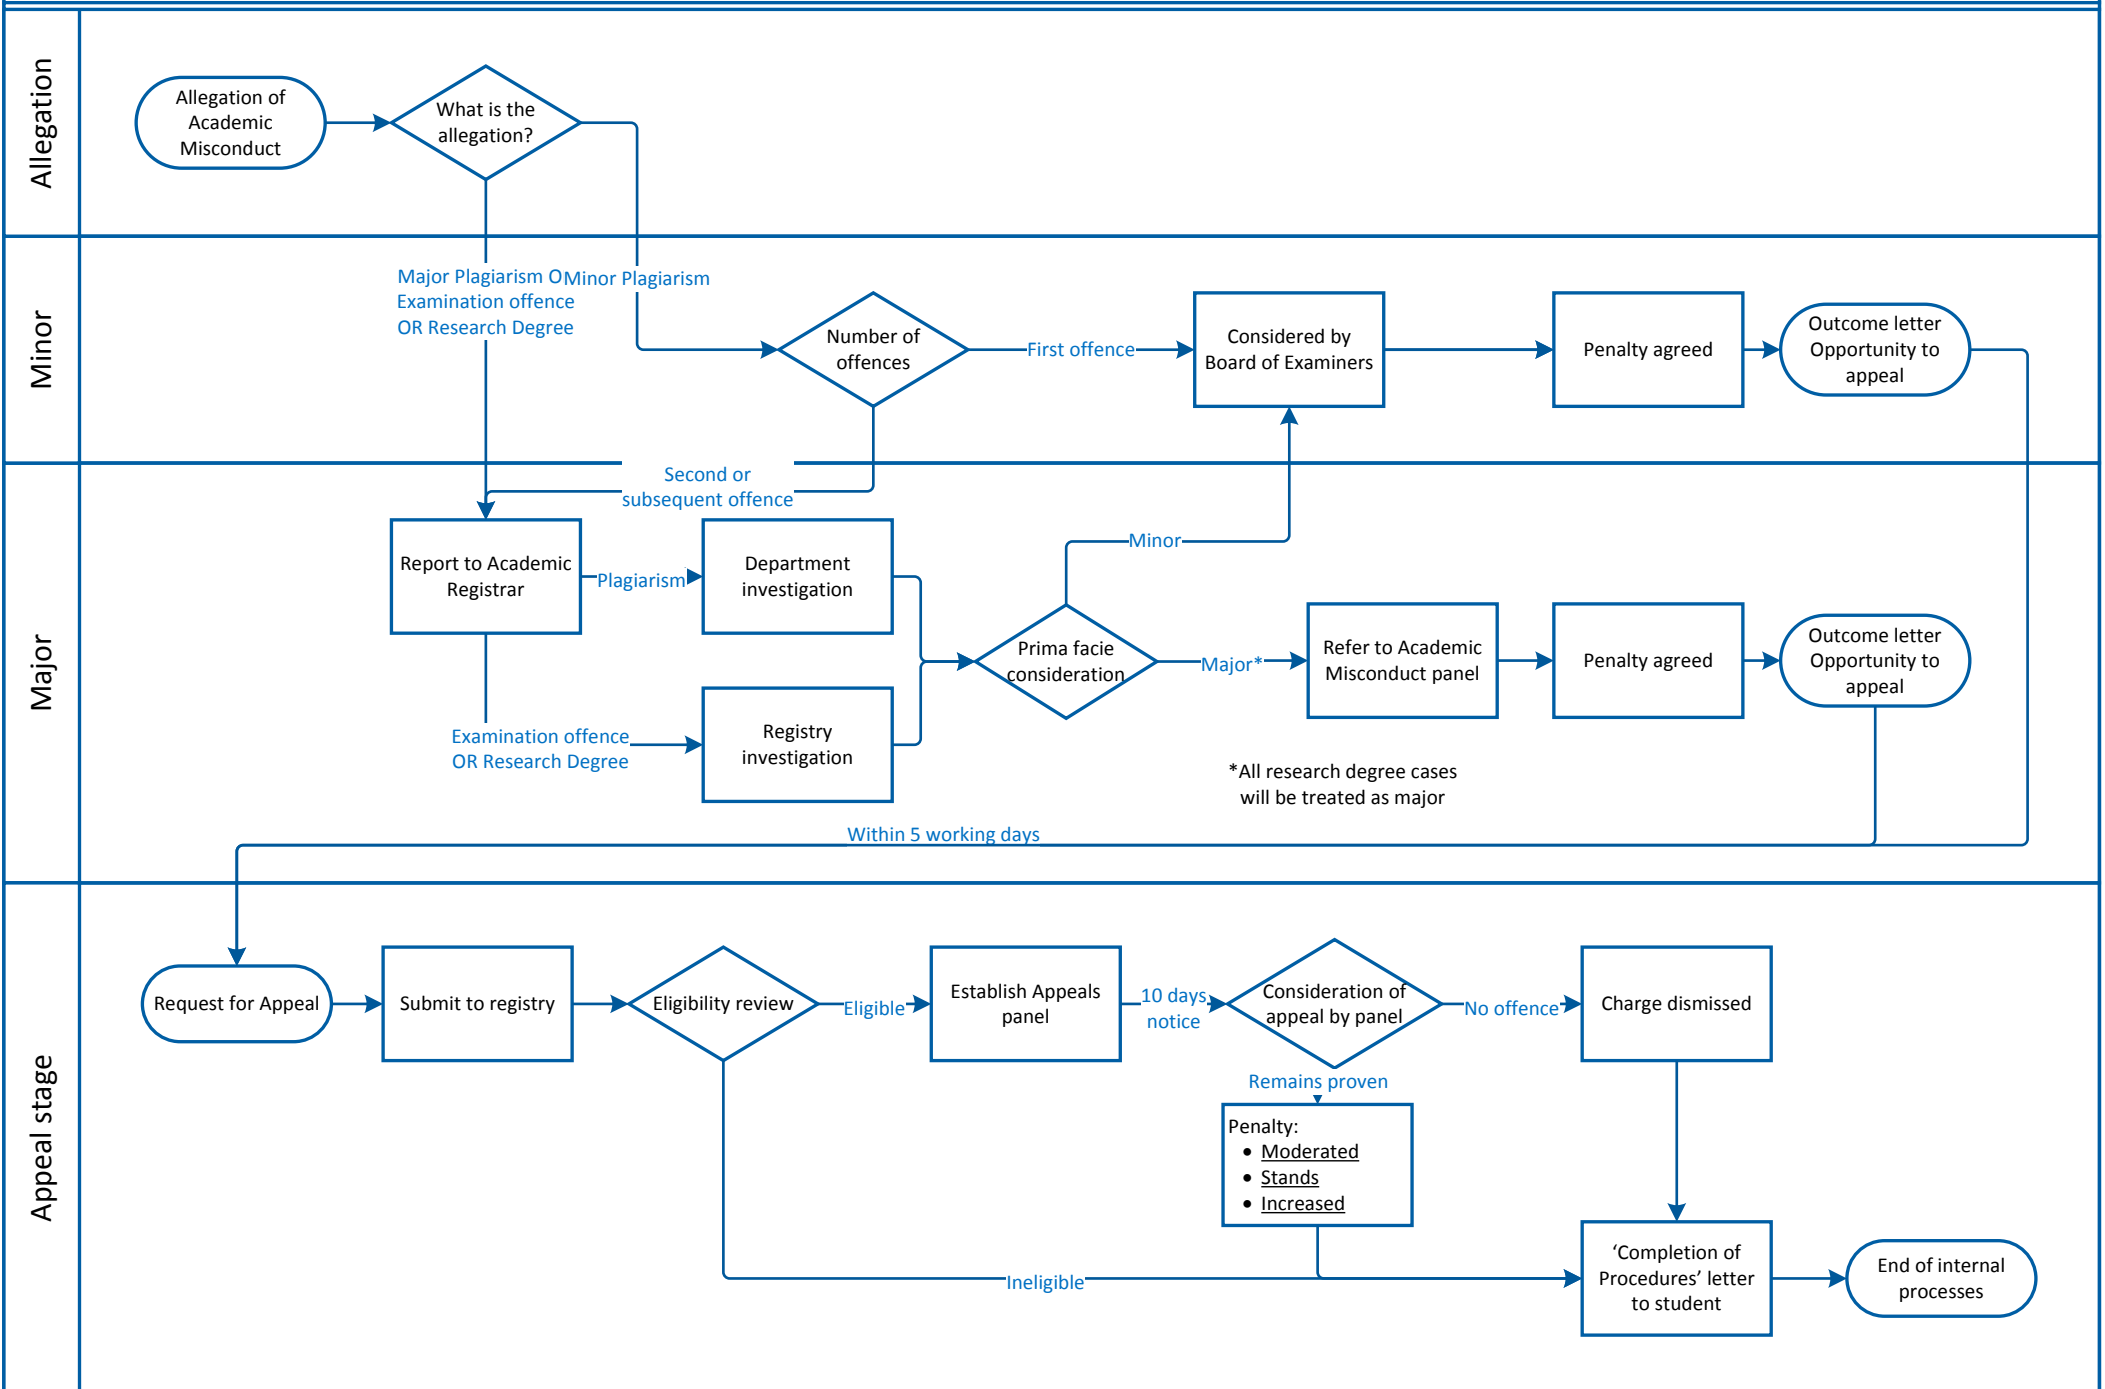 Allegation
Allegation of
Academic
Misconduct
What is the
allegation?
Minor
Major Plagiarism O
Examination offence
OR Research Degree
Minor Plagiarism
Number of
offences
First offence
Considered by
Board of Examiners
Penalty agreed
Outcome letter
Opportunity to
appeal
Major
Second or
subsequent offence
Report to Academic
Registrar
Plagiarism
Department
investigation
Examination offence
OR Research Degree
Registry
investigation
Prima facie
consideration
Minor
Major*
Refer to Academic
Misconduct panel
Penalty agreed
Outcome letter
Opportunity to
appeal
*All research degree cases
will be treated as major
Within 5 working days
Appeal stage
Request for Appeal
Submit to registry
Eligibility review
Eligible
Establish Appeals
panel
10 days
notice
Consideration of
appeal by panel
No offence
Charge dismissed
Remains proven
Penalty:
• Moderated
• Stands
• Increased
Ineligible
‘Completion of
Procedures’ letter
to student
End of internal
processes